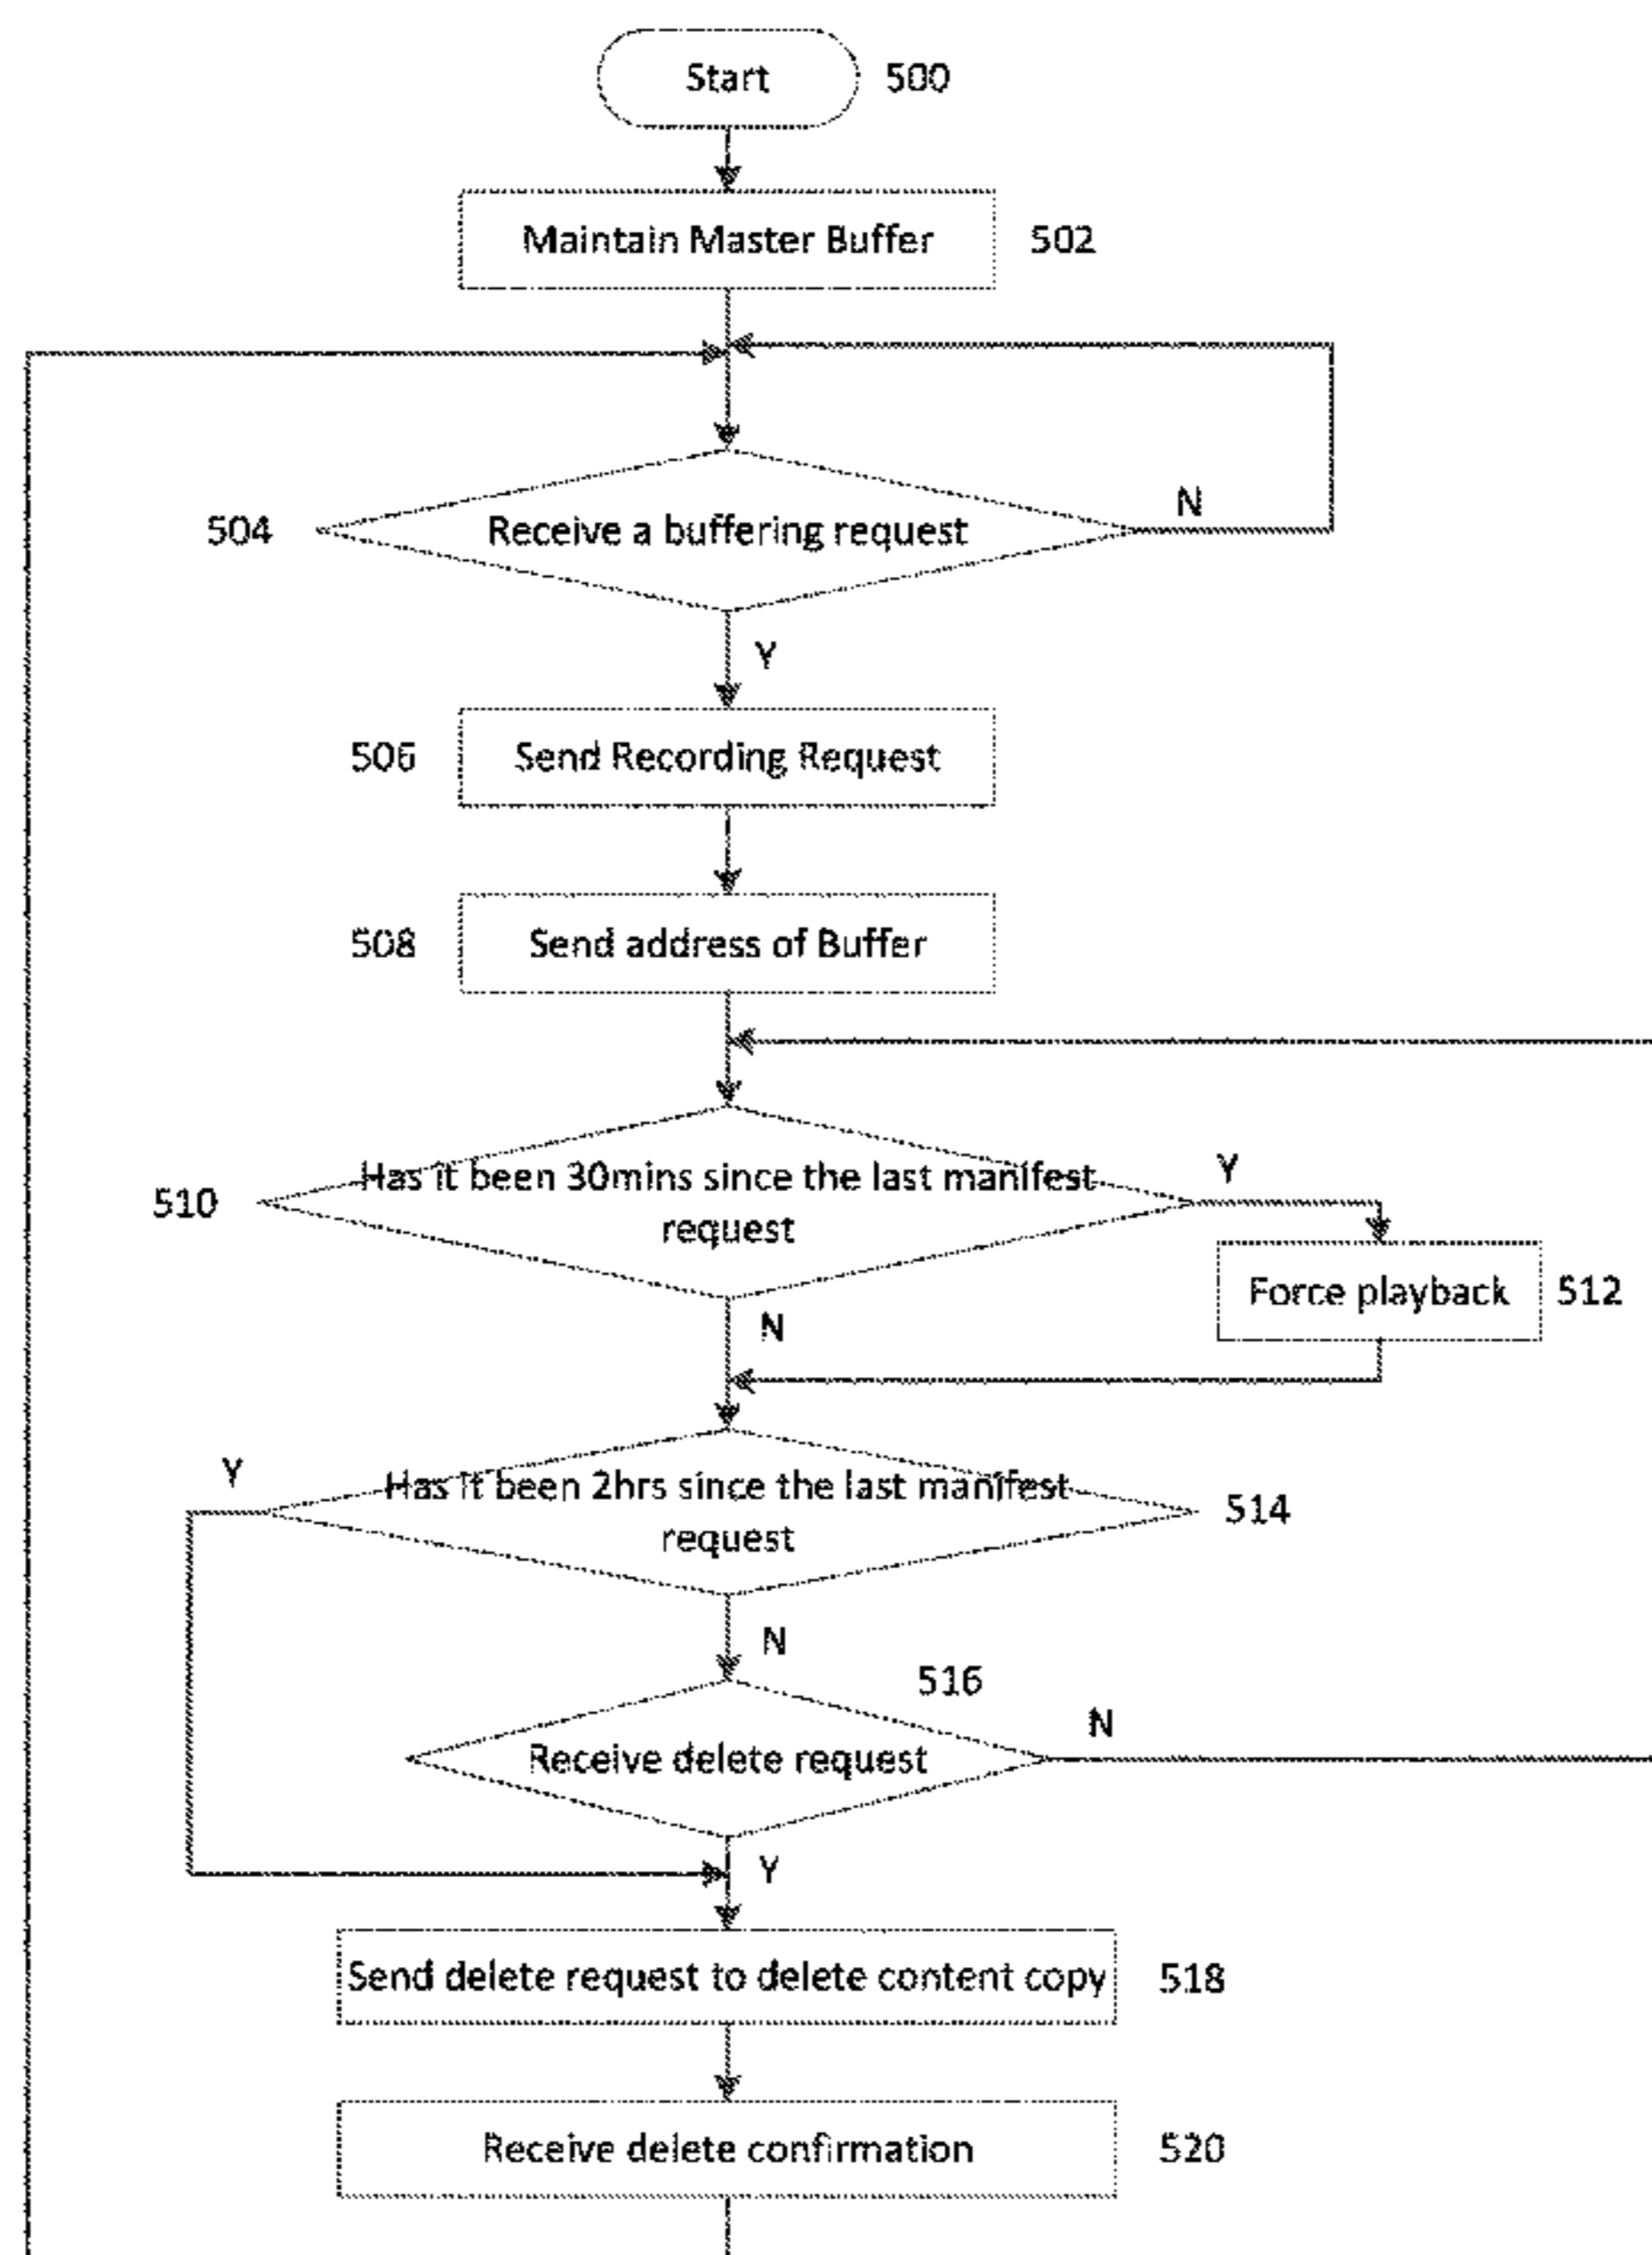 Start 500
Maintain Master Buffer 502
504 Receive a buffering request N
Y
506 Send Recording Request
508 Send address of Buffer
510 Has it been 30mins since the last manifest Y
request
Force playback 512
N
Y Has it been 2hrs since the last manifest 514
request
N
516
Receive delete request N
Y
Send delete request to delete content copy 518
Receive delete confirmation 520